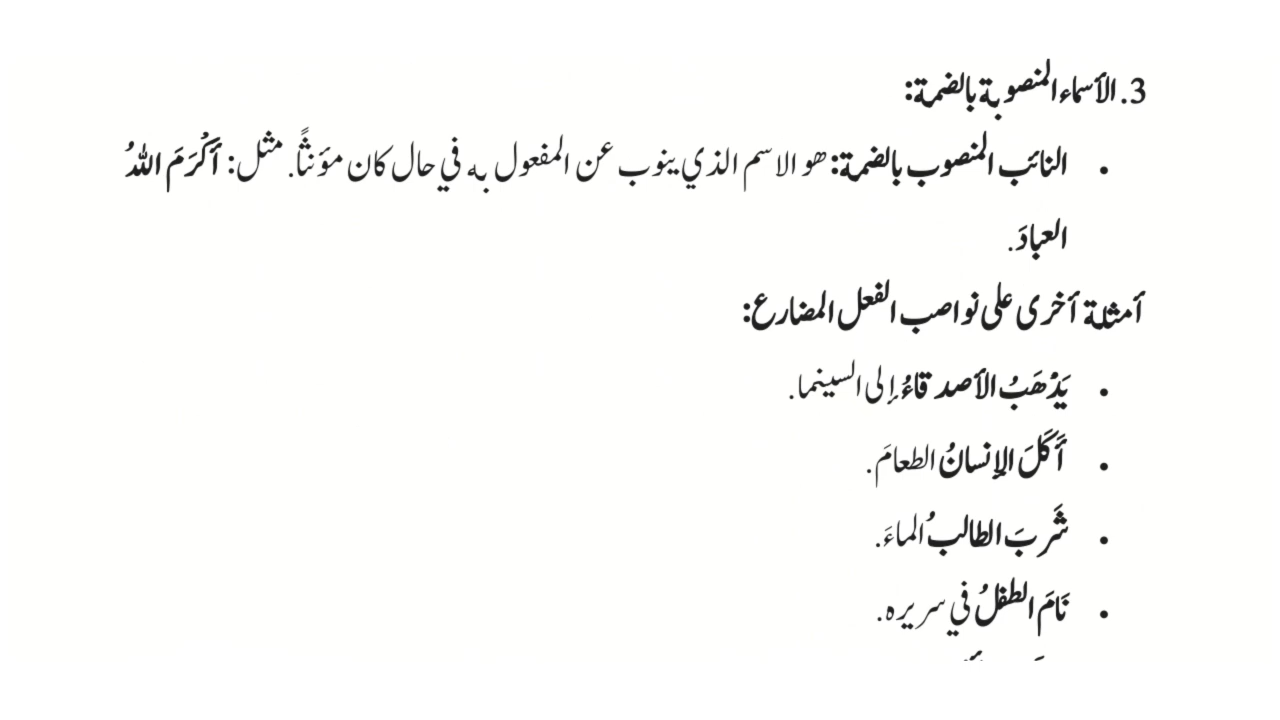 3. الأسماء المنصوبة بالضمة:
• النائب المنصوب بالضمة: هو الاسم الذي ينوب عن المفعول به في حال كان مؤنثاً. مثل: أَكْرَمَ اللهُ
العبادَ.
أمثلة أخرى على نواصب الفعل المضارع:
• يَذْهَبُ الأصدقاءُ إلى السينما.
• أَكَلَ الإنسانُ الطعامَ.
• شَرِبَ الطالبُ الماءَ.
• نَامَ الطفلُ في سريره.